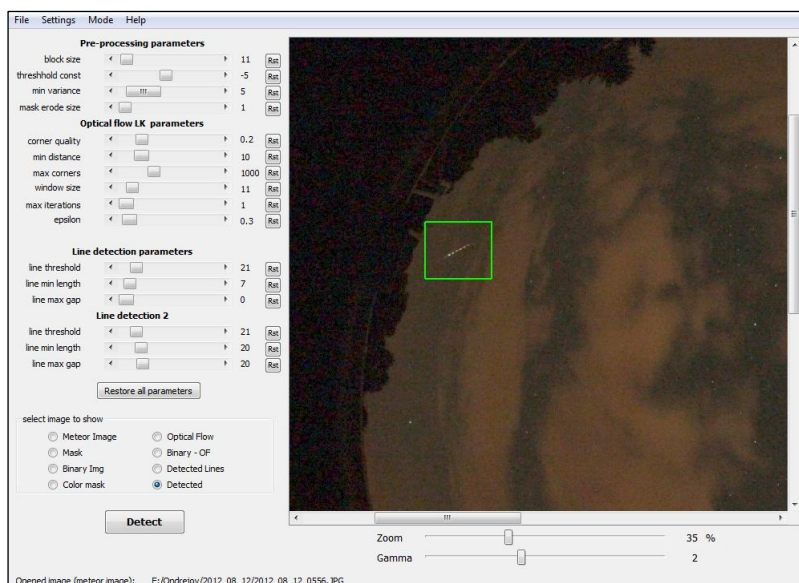 File Settings Mode Help
Pre-processing parameters
block size 11 Rst
threshhold const -5 Rst
min variance 5 Rst
mask erode size 1 Rst
Optical flow LK parameters
corner quality 0.2 Rst
min distance 10 Rst
max corners 1000 Rst
window size 11 Rst
max iterations 1 Rst
epsilon 0.3 Rst
Line detection parameters
line threshold 21 Rst
line min length 7 Rst
line max gap 0 Rst
Line detection 2
line threshold 21 Rst
line min length 20 Rst
line max gap 20 Rst
Restore all parameters
select image to show
Meteor Image Optical Flow
Mask Binary - OF
Binary Img Detected Lines
Color mask Detected
Detect
Zoom 35 %
Gamma 2
Opened image (meteor image): E:/Ondrejov/2012_08_12/2012_08_12_0556.JPG